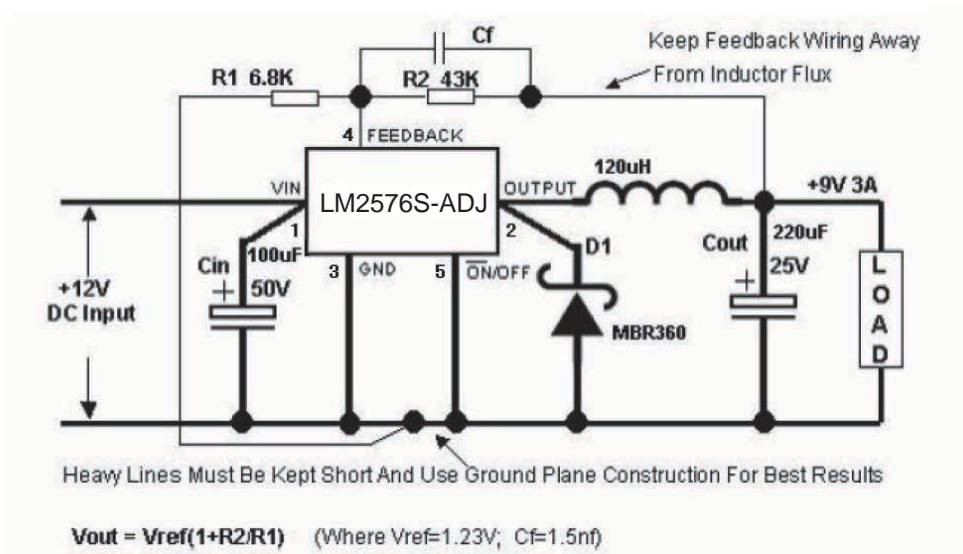 Cf
Keep Feedback Wiring Away
From Inductor Flux
R1 6.8K
R2 43K
4 FEEDBACK
120uH
VIN
LM2576S-ADJ
OUTPUT
+9V 3A
1
2
D1
Cin
100uF
+
50V
3 GND
5 ON/OFF
Cout
220uF
+
25V
+12V
DC Input
MBR360
L
O
A
D
Heavy Lines Must Be Kept Short And Use Ground Plane Construction For Best Results
Vout = Vref(1+R2/R1) (Where Vref=1.23V; Cf=1.5nf)